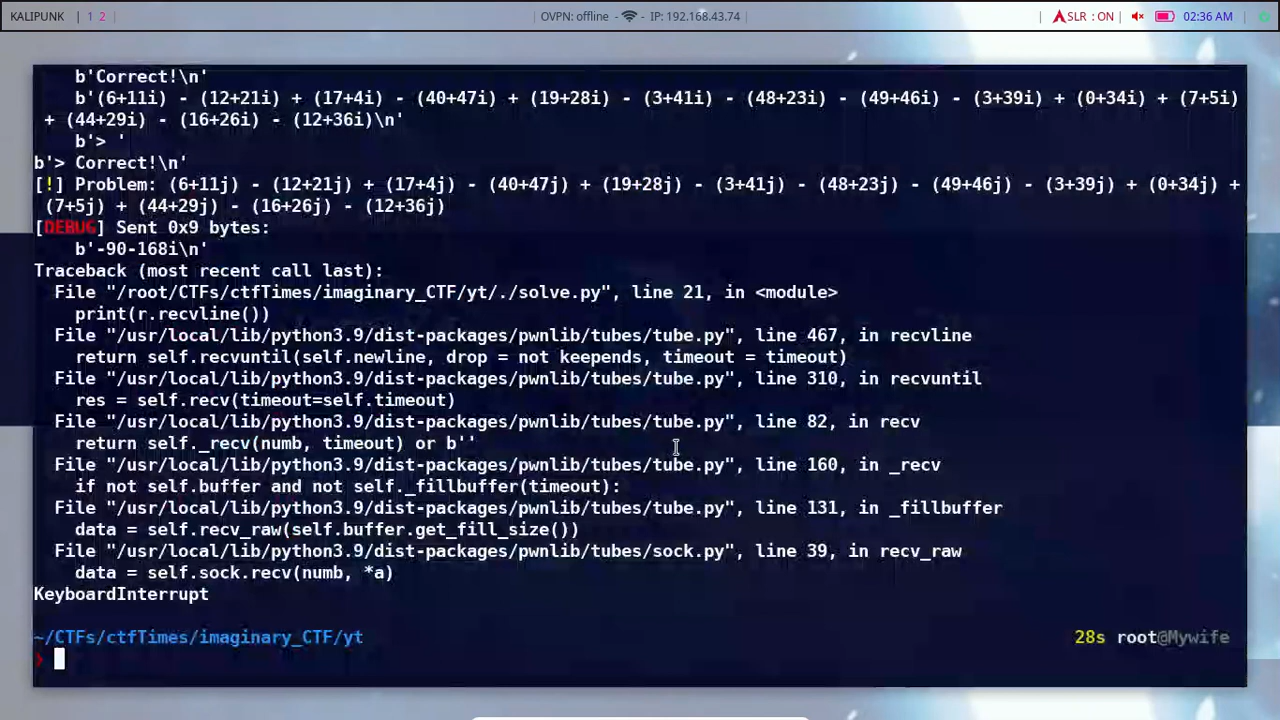 KALIPUNK | 1 2 | OVPN: offline - - IP: 192.168.43.74 | SLR : ON | | 02:36 AM |
b'Correct!\n'
b'(6+11i) - (12+21i) + (17+4i) - (40+47i) + (19+28i) - (3+41i) - (48+23i) - (49+46i) - (3+39i) + (0+34i) + (7+5i)
+ (44+29i) - (16+26i) - (12+36i)\n'
b'> '
b'> Correct!\n'
[!] Problem: (6+11j) - (12+21j) + (17+4j) - (40+47j) + (19+28j) - (3+41j) - (48+23j) - (49+46j) - (3+39j) + (0+34j) +
(7+5j) + (44+29j) - (16+26j) - (12+36j)
[DEBUG] Sent 0x9 bytes:
b'-90-168i\n'
Traceback (most recent call last):
File "/root/CTFs/ctfTimes/imaginary_CTF/yt/./solve.py", line 21, in <module>
print(r.recvline())
File "/usr/local/lib/python3.9/dist-packages/pwnlib/tubes/tube.py", line 467, in recvline
return self.recvuntil(self.newline, drop = not keepends, timeout = timeout)
File "/usr/local/lib/python3.9/dist-packages/pwnlib/tubes/tube.py", line 310, in recvuntil
res = self.recv(timeout=self.timeout)
File "/usr/local/lib/python3.9/dist-packages/pwnlib/tubes/tube.py", line 82, in recv
return self._recv(numb, timeout) or b''
File "/usr/local/lib/python3.9/dist-packages/pwnlib/tubes/tube.py", line 160, in _recv
if not self.buffer and not self._fillbuffer(timeout):
File "/usr/local/lib/python3.9/dist-packages/pwnlib/tubes/tube.py", line 131, in _fillbuffer
data = self.recv_raw(self.buffer.get_fill_size())
File "/usr/local/lib/python3.9/dist-packages/pwnlib/tubes/sock.py", line 39, in recv_raw
data = self.sock.recv(numb, *a)
KeyboardInterrupt
~/CTFs/ctfTimes/imaginary_CTF/yt 28s root@Mywife
❯